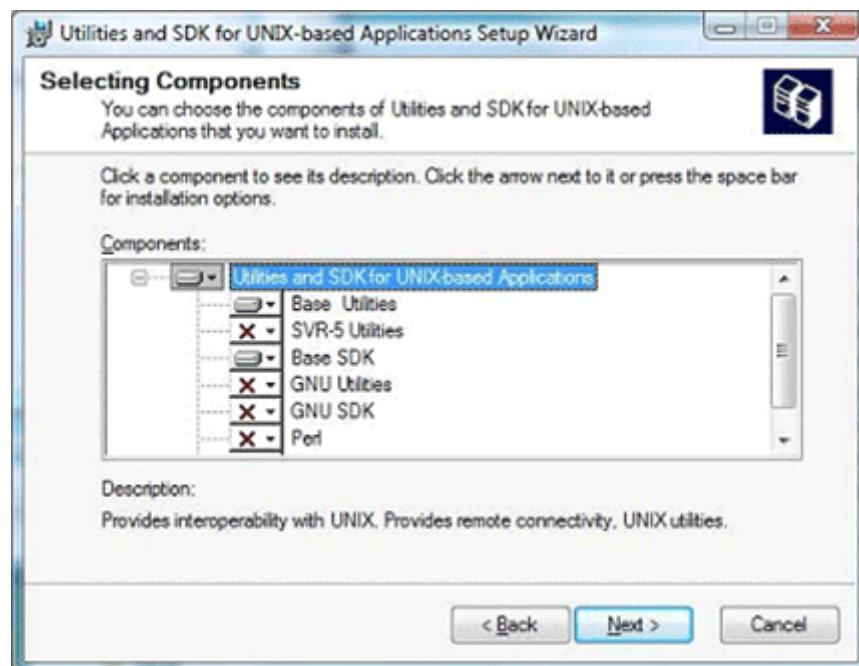 Utilities and SDK for UNIX-based Applications Setup Wizard
Selecting Components
You can choose the components of Utilities and SDK for UNIX-based
Applications that you want to install.
Click a component to see its description. Click the arrow next to it or press the space bar
for installation options.
Components:
Utilities and SDK for UNIX-based Applications
Base Utilities
SVR-5 Utilities
Base SDK
GNU Utilities
GNU SDK
Perl
Description:
Provides interoperability with UNIX. Provides remote connectivity, UNIX utilities.
< Back
Next >
Cancel